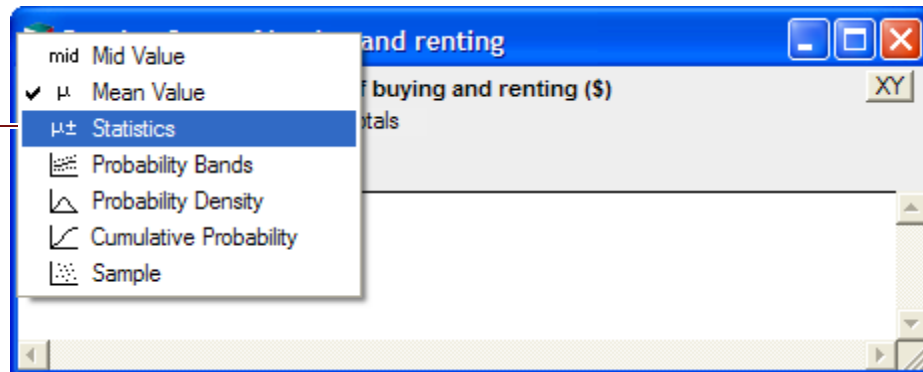 and renting
mid Mid Value
μ Mean Value
buying and renting ($)
XY
μ± Statistics
Probability Bands
Probability Density
Cumulative Probability
Sample